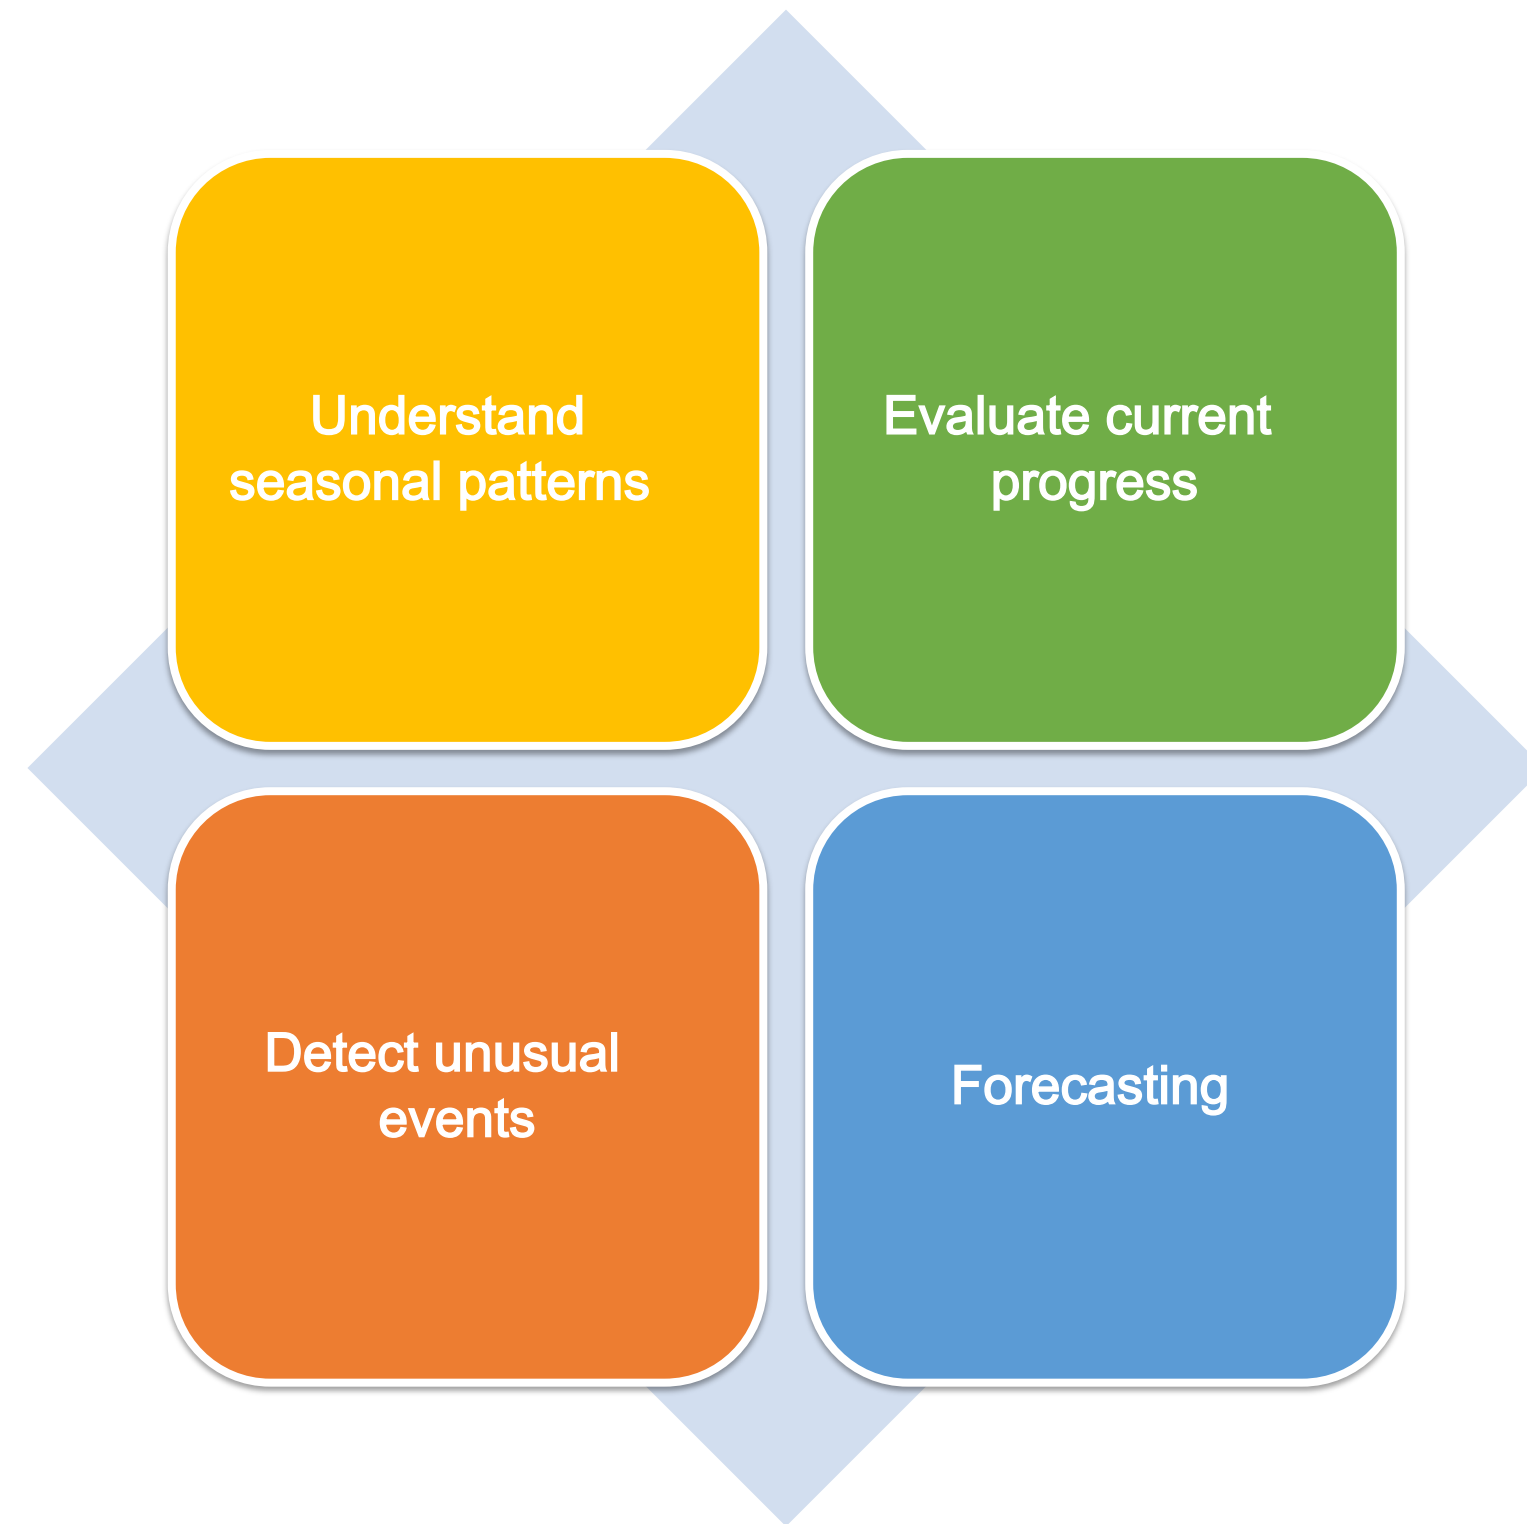 Understand
seasonal patterns
Evaluate current
progress
Detect unusual
events
Forecasting